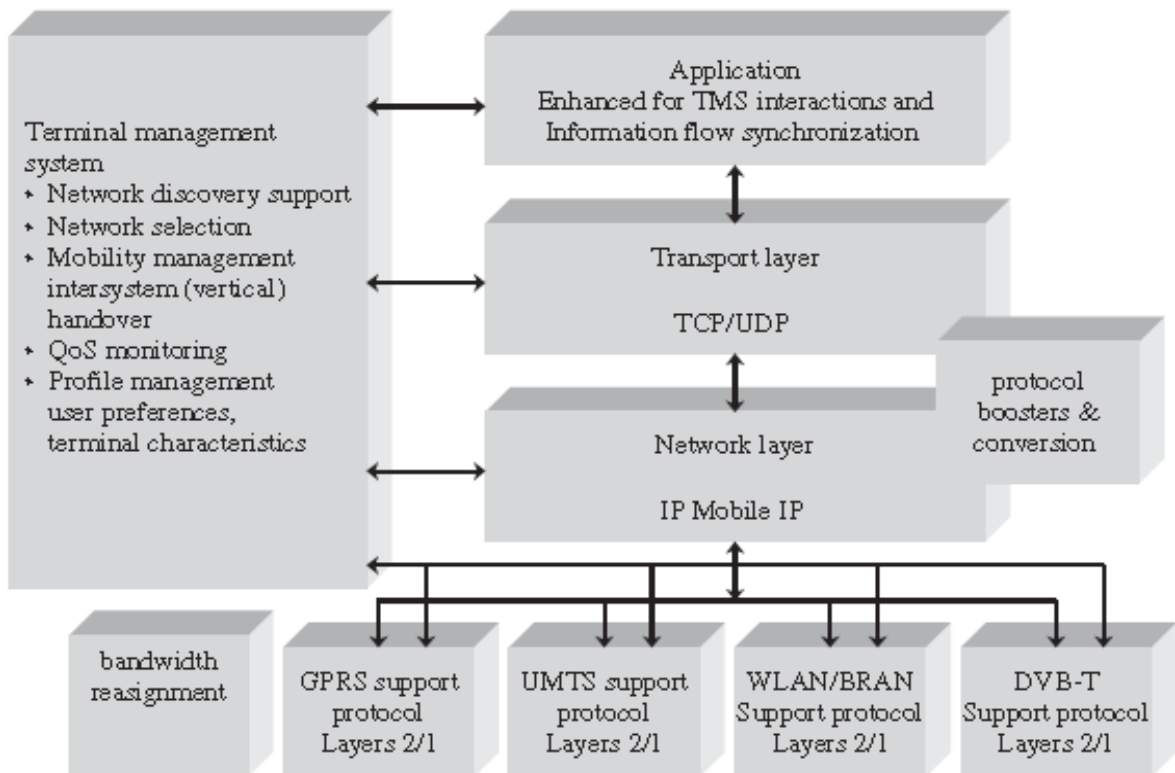 Terminal management
system
Network discovery support
Network selection
Mobility management
intersystem (vertical)
handover
QoS monitoring
Profile management
user preferences,
terminal characteristics
Application
Enhanced for TMS interactions and
Information flow synchronization
Transport layer
TCP/UDP
protocol
boosters &
conversion
Network layer
IP Mobile IP
bandwidth
reasignment
GPRS support
protocol
Layers 2/1
UMTS support
protocol
Layers 2/1
WLAN/BRAN
Support protocol
Layers 2/1
DVB-T
Support protocol
Layers 2/1